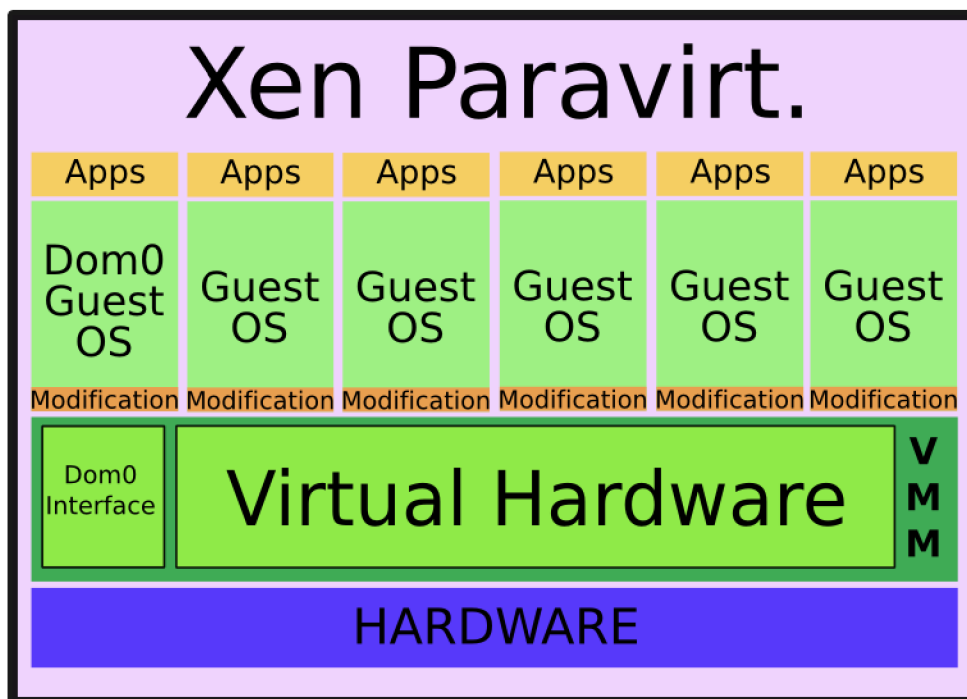 Xen Paravirt.
Apps Apps Apps Apps Apps Apps
Dom0
Guest
OS
Guest
OS
Guest
OS
Guest
OS
Guest
OS
Guest
OS
Modification Modification Modification Modification Modification Modification
Dom0
Interface
Virtual Hardware
V
M
M
HARDWARE